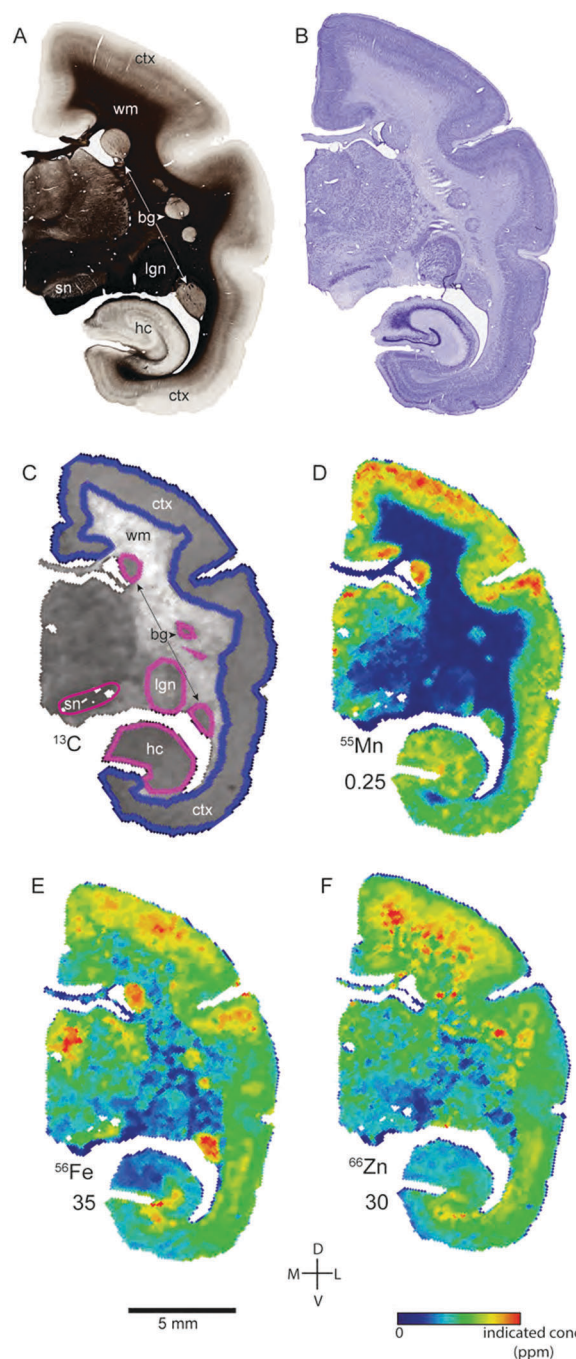 A
ctx
wm
bg
lgn
sn
hc
ctx
B
C
ctx
wm
bg
lgn
sn
13C
hc
ctx
D
55Mn
0.25
E
56Fe
35
F
66Zn
30
D
M L
V
5 mm
0 indicated conc
(ppm)